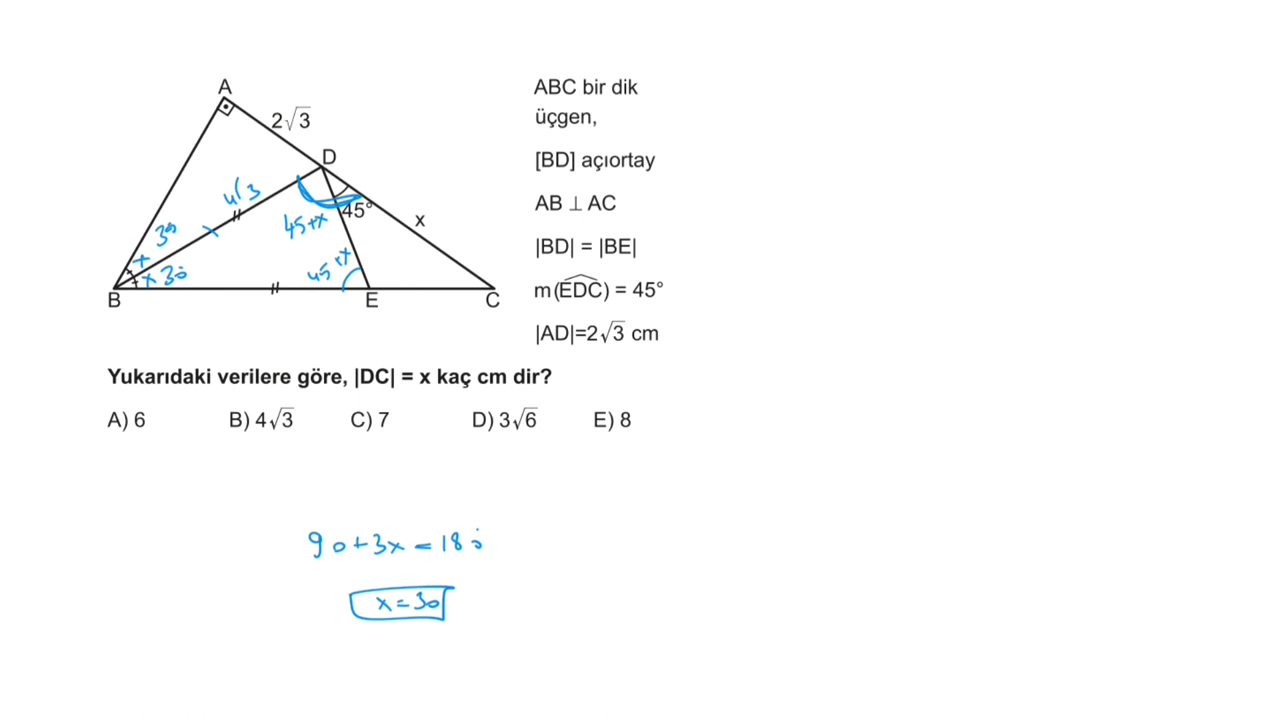 A
2√3
D
45°
x
B
E
C
4√3
30
x
x 30
45+x
45+x
ABC bir dik
üçgen,
[BD] açıortay
AB ⊥ AC
|BD| = |BE|
m(EDC) = 45°
|AD|=2√3 cm
Yukarıdaki verilere göre, |DC| = x kaç cm dir?
A) 6 B) 4√3 C) 7 D) 3√6 E) 8
90+3x=180
x=30